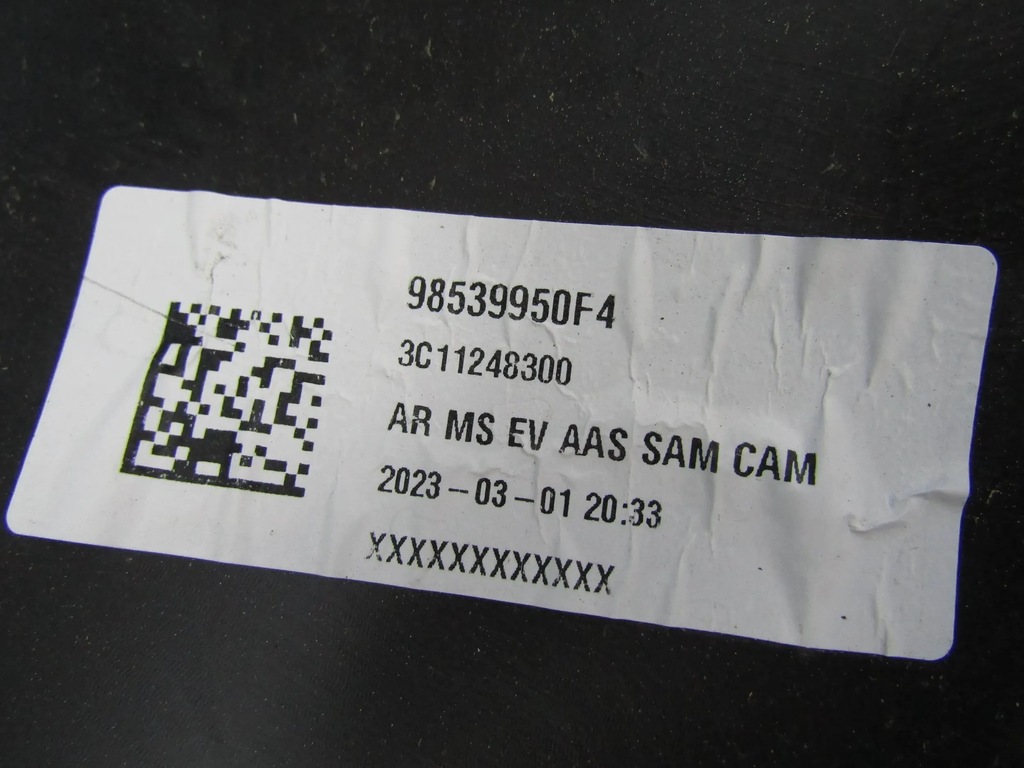 98539950F4
3C11248300
AR MS EV AAS SAM CAM
2023-03-01 20:33
XXXXXXXXXXXX